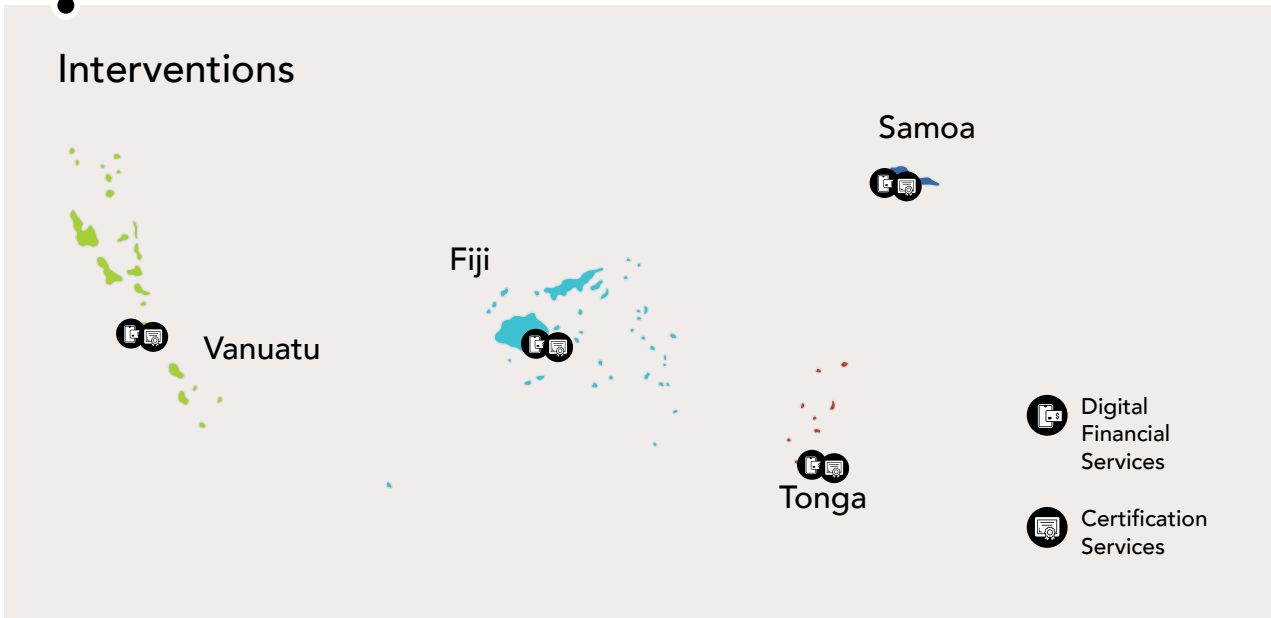 Interventions
Samoa
Fiji
Vanuatu
Tonga
Digital
Financial
Services
Certification
Services